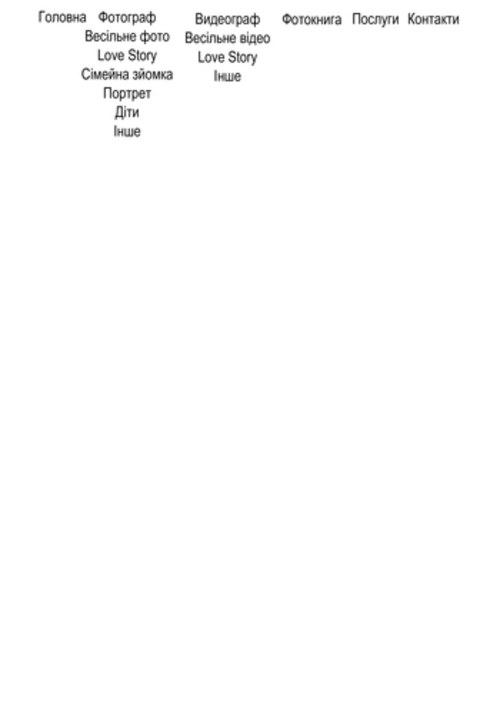 Головна Фотограф Видеограф Фотокнига Послуги Контакти
Весільне фото Весільне відео
Love Story Love Story
Сімейна зйомка Інше
Портрет
Діти
Інше